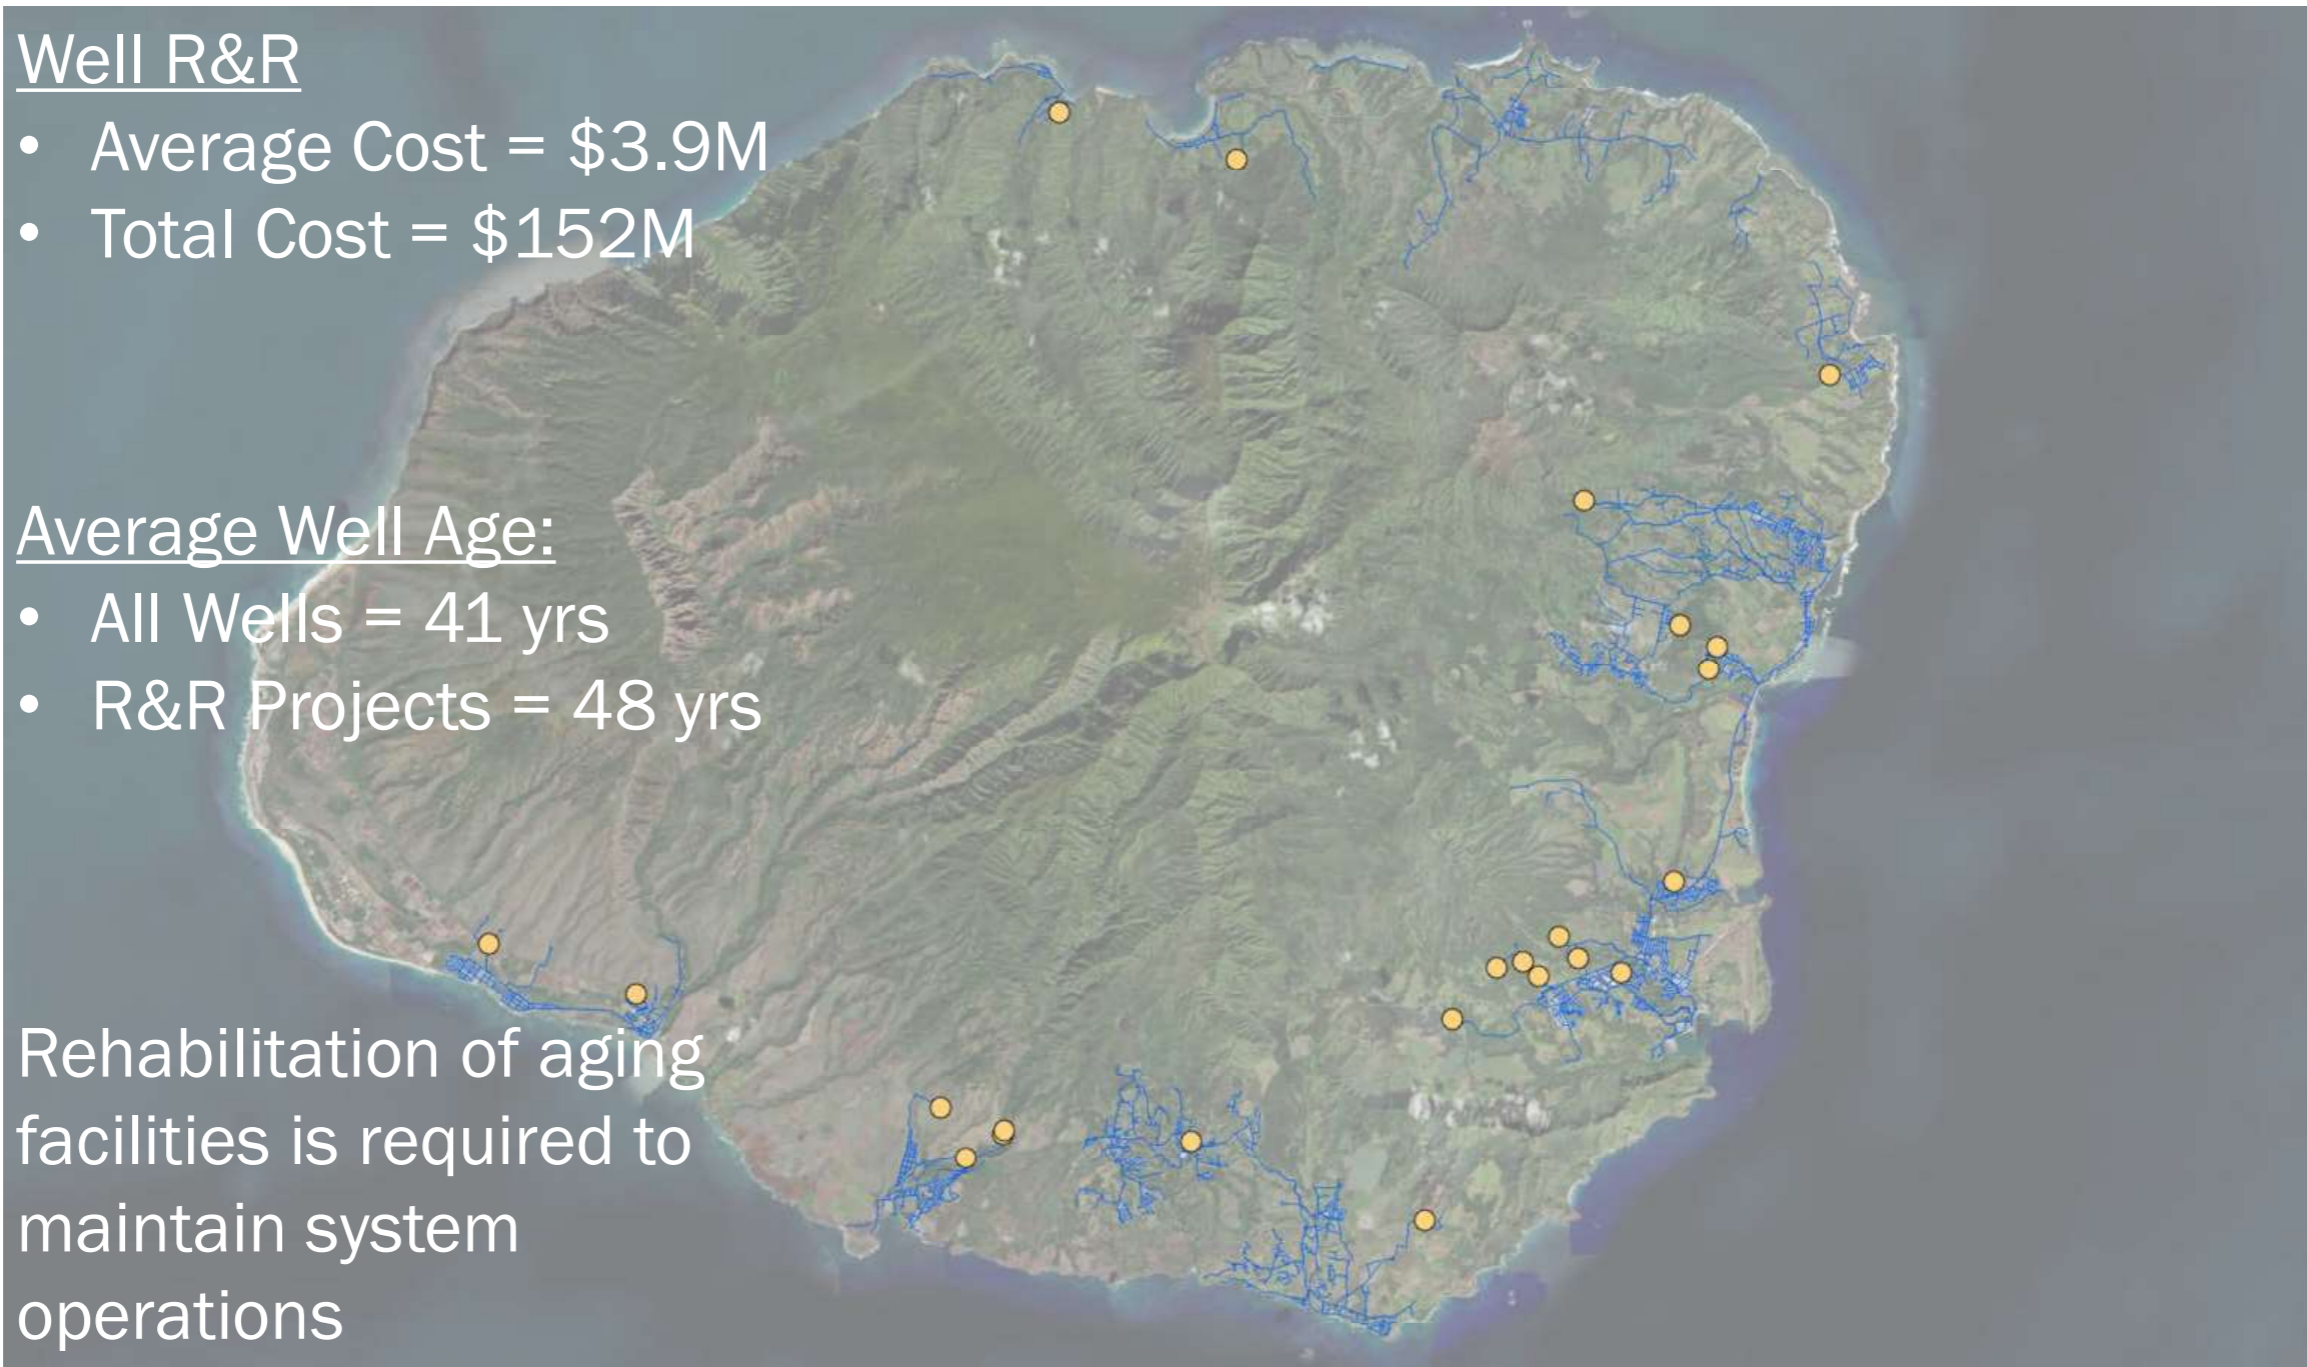 Well R&R
• Average Cost = $3.9M
• Total Cost = $152M
Average Well Age:
• All Wells = 41 yrs
• R&R Projects = 48 yrs
Rehabilitation of aging
facilities is required to
maintain system
operations